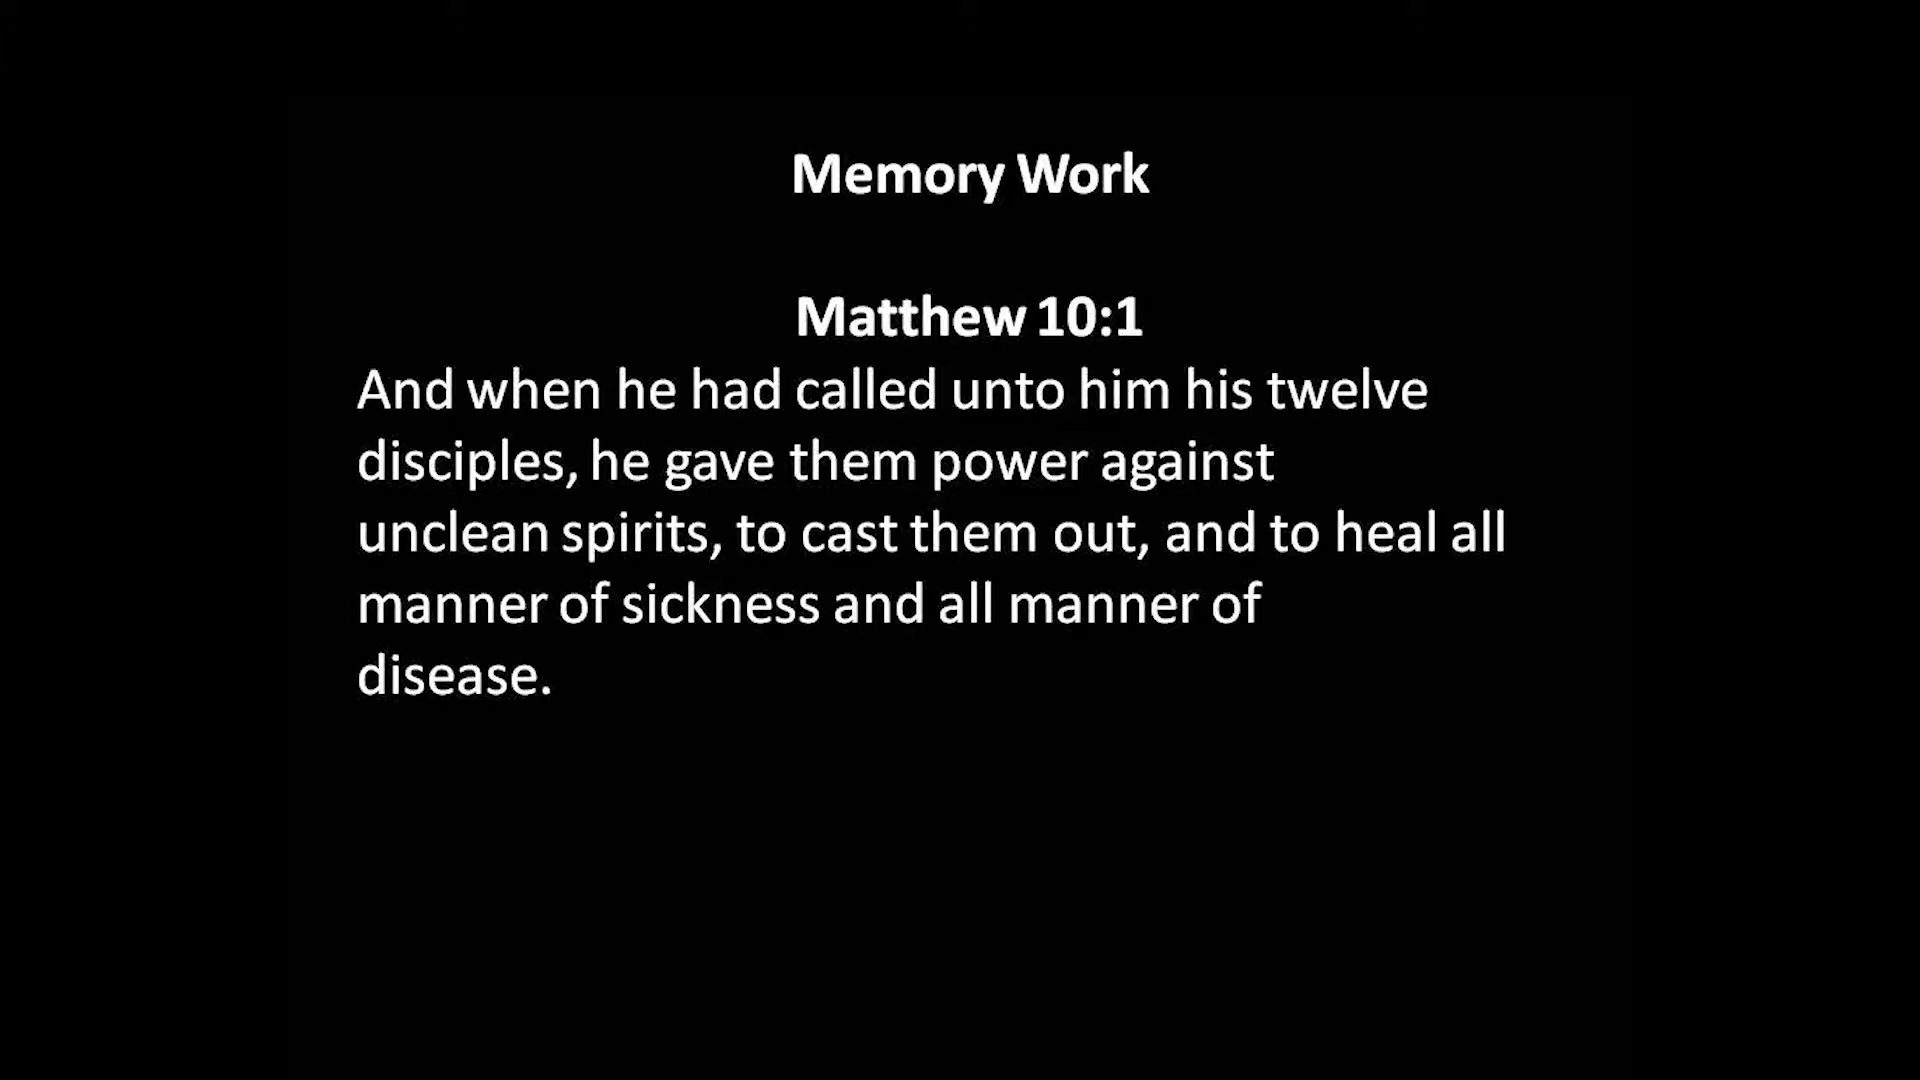 Memory Work
Matthew 10:1
And when he had called unto him his twelve
disciples, he gave them power against
unclean spirits, to cast them out, and to heal all
manner of sickness and all manner of
disease.